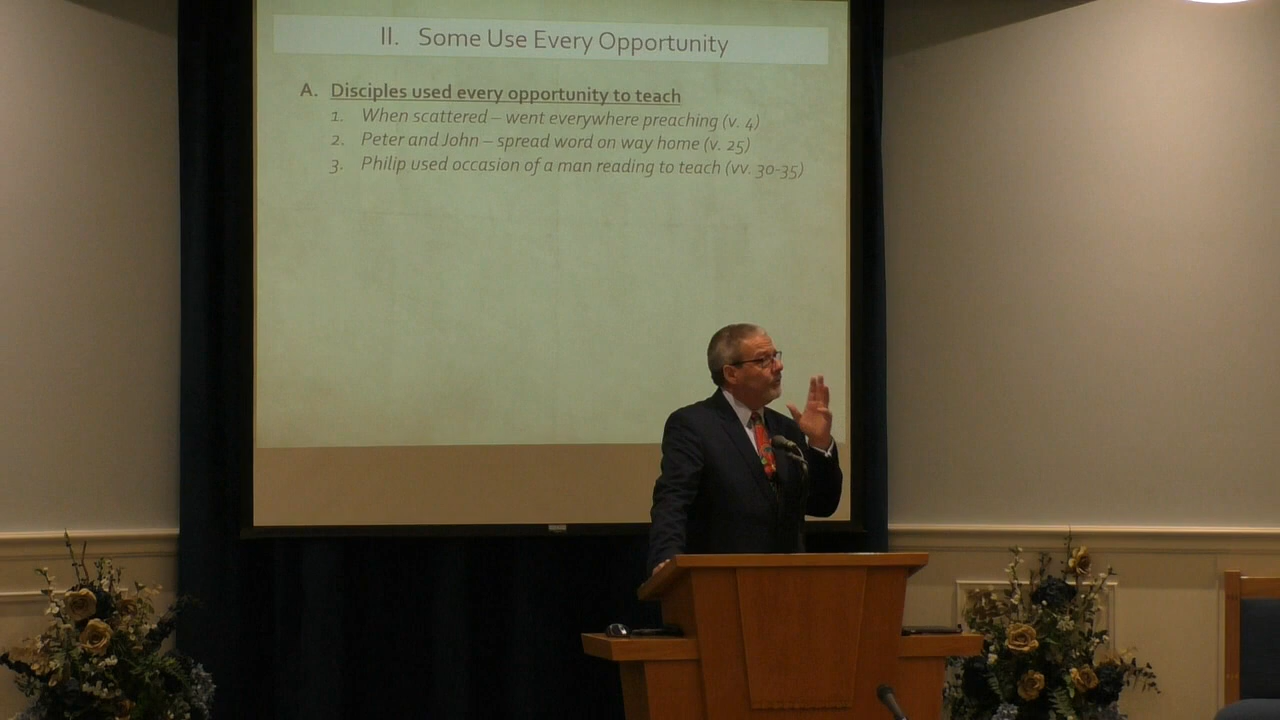 II. Some Use Every Opportunity
A. Disciples used every opportunity to teach
1. When scattered – went everywhere preaching (v. 4)
2. Peter and John – spread word on way home (v. 25)
3. Philip used occasion of a man reading to teach (vv. 30-35)